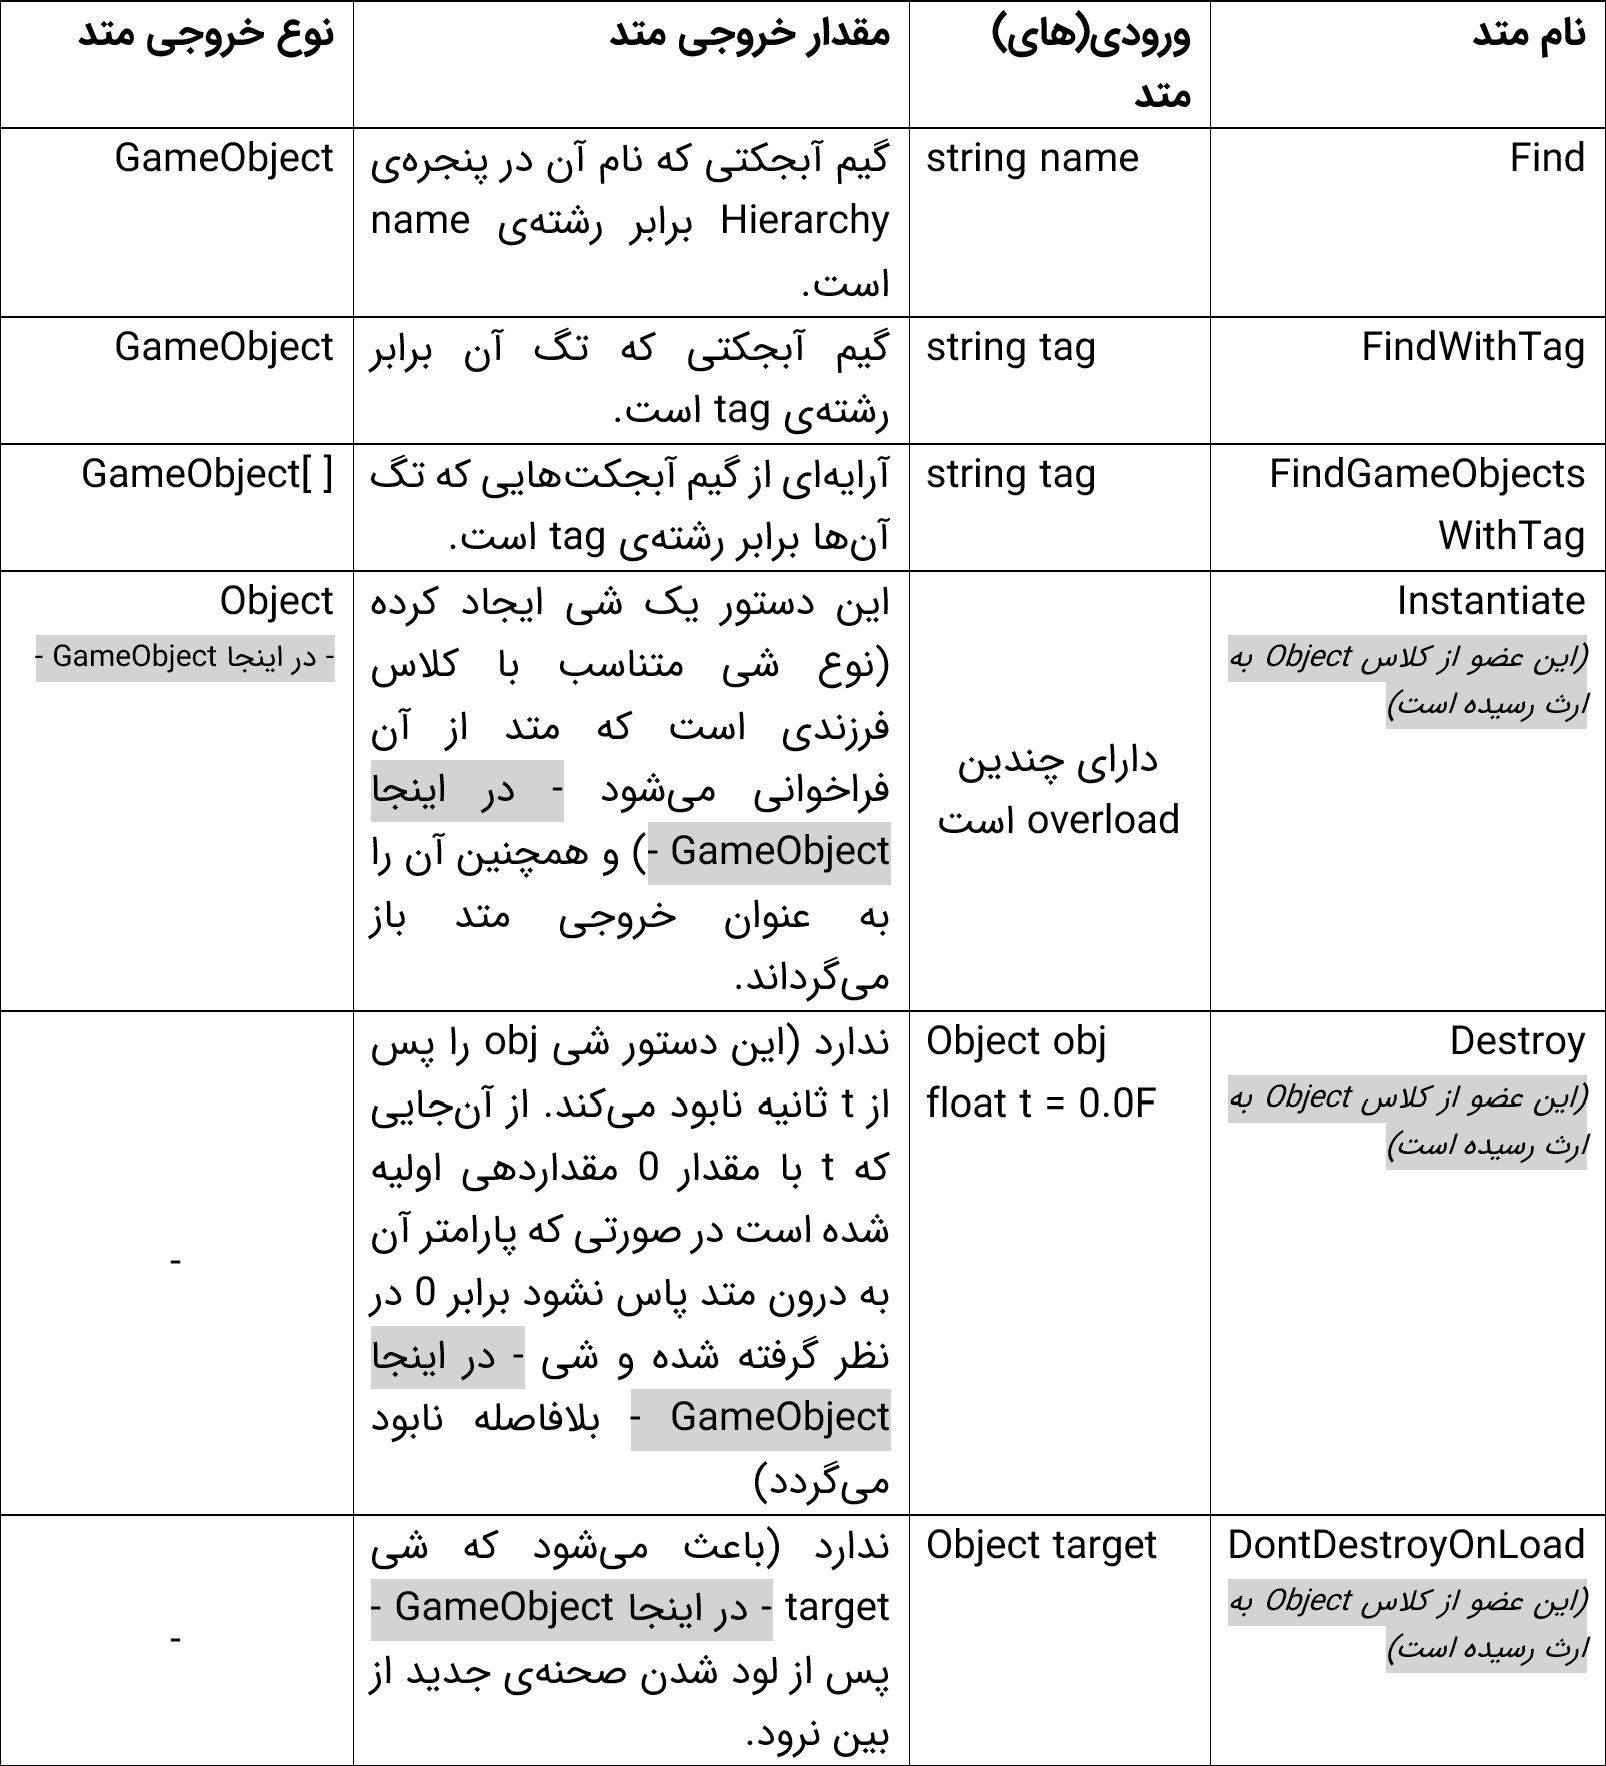 نام متد
ورودی(های)
متد
مقدار خروجی متد
نوع خروجی متد
Find
string name
گیم آبجکتی که نام آن در پنجره‌ی
Hierarchy برابر رشته‌ی name
است.
GameObject
FindWithTag
string tag
گیم آبجکتی که تگ آن برابر
رشته‌ی tag است.
GameObject
FindGameObjects
WithTag
string tag
آرایه‌ای از گیم آبجکت‌هایی که تگ
آن‌ها برابر رشته‌ی tag است.
GameObject[ ]
Instantiate
(این عضو از کلاس Object به
ارث رسیده است)
دارای چندین
overload است
این دستور یک شی ایجاد کرده
(نوع شی متناسب با کلاس
فرزندی است که متد از آن
فراخوانی می‌شود - در اینجا
GameObject -) و همچنین آن را
به عنوان خروجی متد باز
می‌گرداند.
Object
- در اینجا GameObject -
Destroy
(این عضو از کلاس Object به
ارث رسیده است)
Object obj
float t = 0.0F
ندارد (این دستور شی obj را پس
از t ثانیه نابود می‌کند. از آن‌جایی
که t با مقدار 0 مقداردهی اولیه
شده است در صورتی که پارامتر آن
به درون متد پاس نشود برابر 0 در
نظر گرفته شده و شی - در اینجا
GameObject - بلافاصله نابود
می‌گردد)
-
DontDestroyOnLoad
(این عضو از کلاس Object به
ارث رسیده است)
Object target
ندارد (باعث می‌شود که شی
target - در اینجا GameObject -
پس از لود شدن صحنه‌ی جدید از
بین نرود.
-